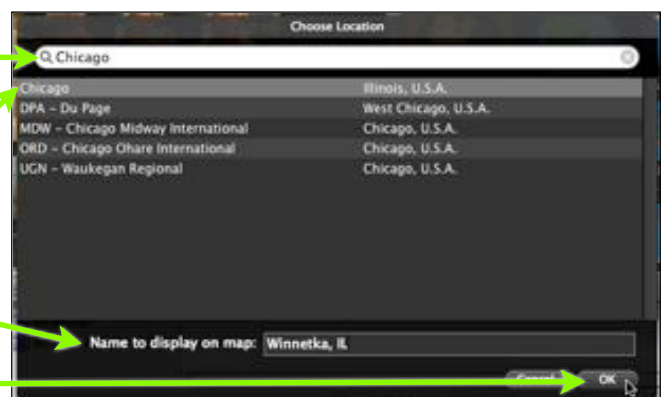 Choose Location
Chicago
Chicago Illinois, U.S.A.
DPA – Du Page West Chicago, U.S.A.
MDW – Chicago Midway International Chicago, U.S.A.
ORD – Chicago Ohare International Chicago, U.S.A.
UGN – Waukegan Regional Chicago, U.S.A.
Name to display on map: Winnetka, IL
Cancel OK